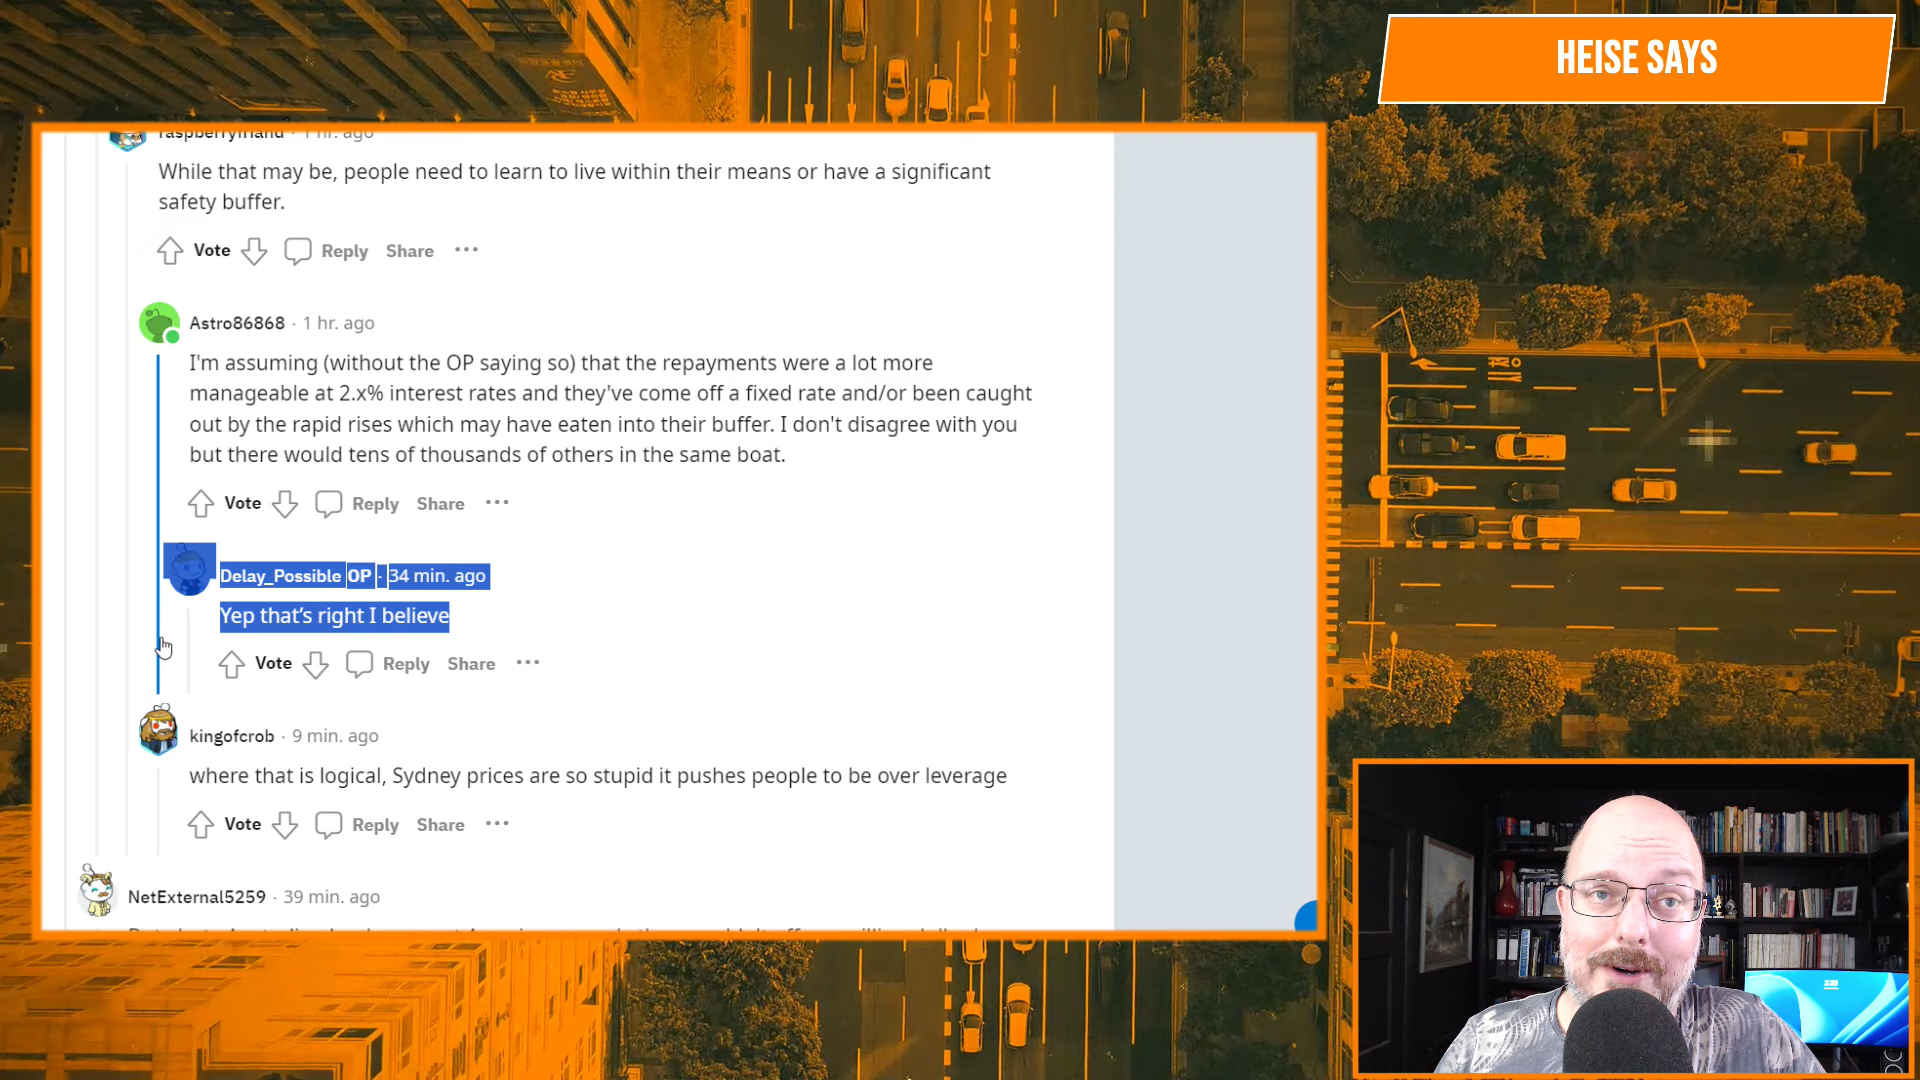 HEISE SAYS
raspberryfriand · 1 hr. ago
While that may be, people need to learn to live within their means or have a significant
safety buffer.
Vote Reply Share ...
Astro86868 · 1 hr. ago
I'm assuming (without the OP saying so) that the repayments were a lot more
manageable at 2.x% interest rates and they've come off a fixed rate and/or been caught
out by the rapid rises which may have eaten into their buffer. I don't disagree with you
but there would tens of thousands of others in the same boat.
Vote Reply Share ...
Delay_Possible OP · 34 min. ago
Yep that’s right I believe
Vote Reply Share ...
kingofcrob · 9 min. ago
where that is logical, Sydney prices are so stupid it pushes people to be over leverage
Vote Reply Share ...
NetExternal5259 · 39 min. ago